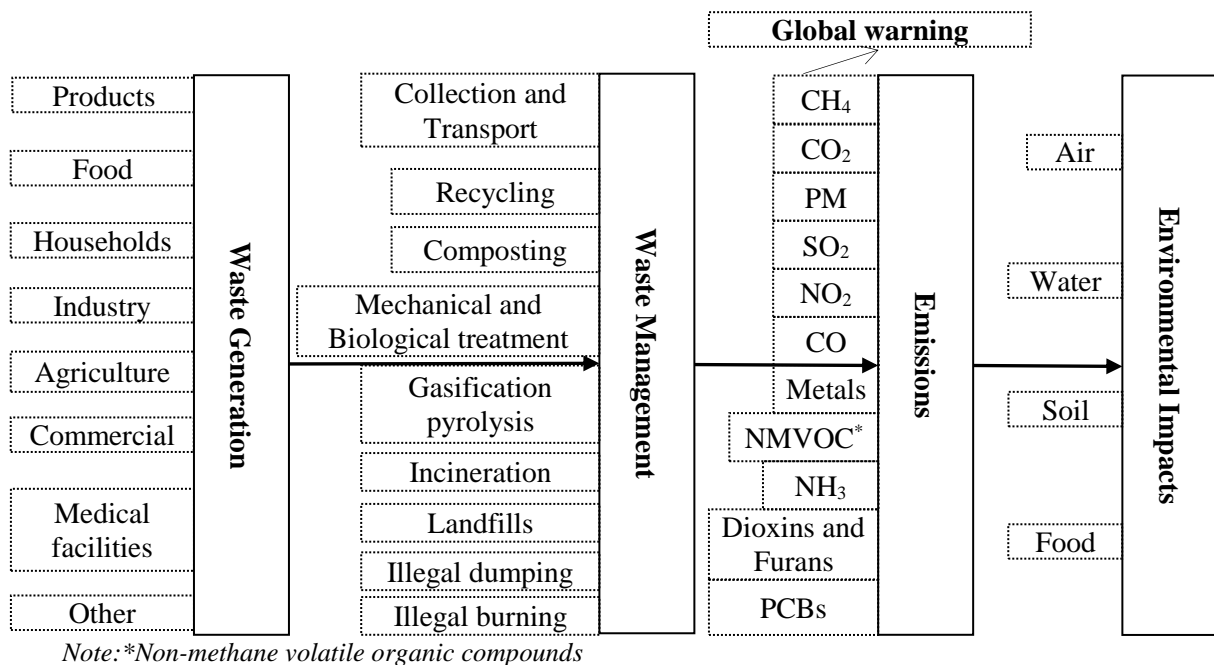 Global warning
Products
Food
Households
Industry
Agriculture
Commercial
Medical
facilities
Other
Waste Generation
Collection and
Transport
Recycling
Composting
Mechanical and
Biological treatment
Gasification
pyrolysis
Incineration
Landfills
Illegal dumping
Illegal burning
Waste Management
CH₄
CO₂
PM
SO₂
NO₂
CO
Metals
NMVOC*
NH₃
Dioxins and
Furans
PCBs
Emissions
Air
Water
Soil
Food
Environmental Impacts
Note:*Non-methane volatile organic compounds